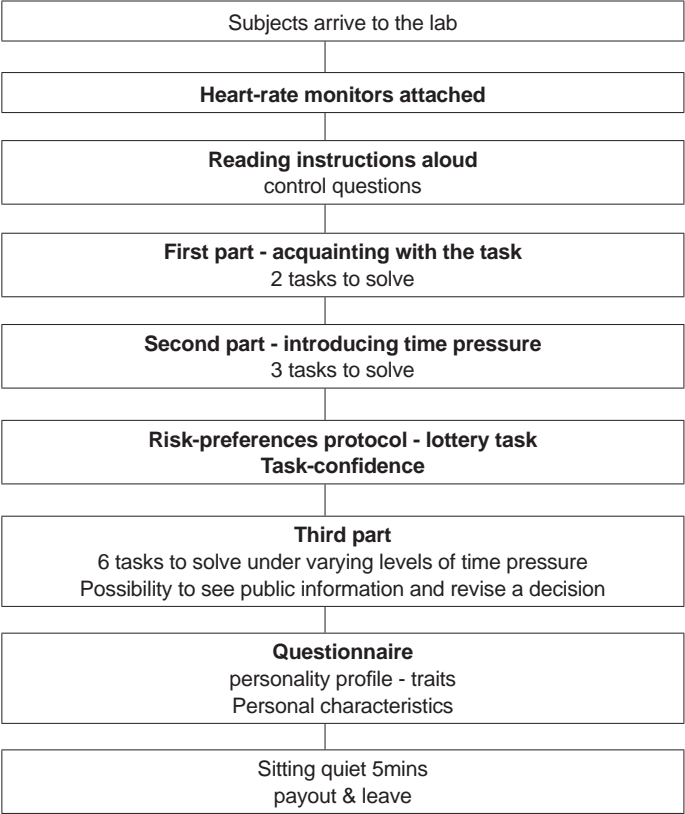 Subjects arrive to the lab
Heart-rate monitors attached
Reading instructions aloud
control questions
First part - acquainting with the task
2 tasks to solve
Second part - introducing time pressure
3 tasks to solve
Risk-preferences protocol - lottery task
Task-confidence
Third part
6 tasks to solve under varying levels of time pressure
Possibility to see public information and revise a decision
Questionnaire
personality profile - traits
Personal characteristics
Sitting quiet 5mins
payout & leave